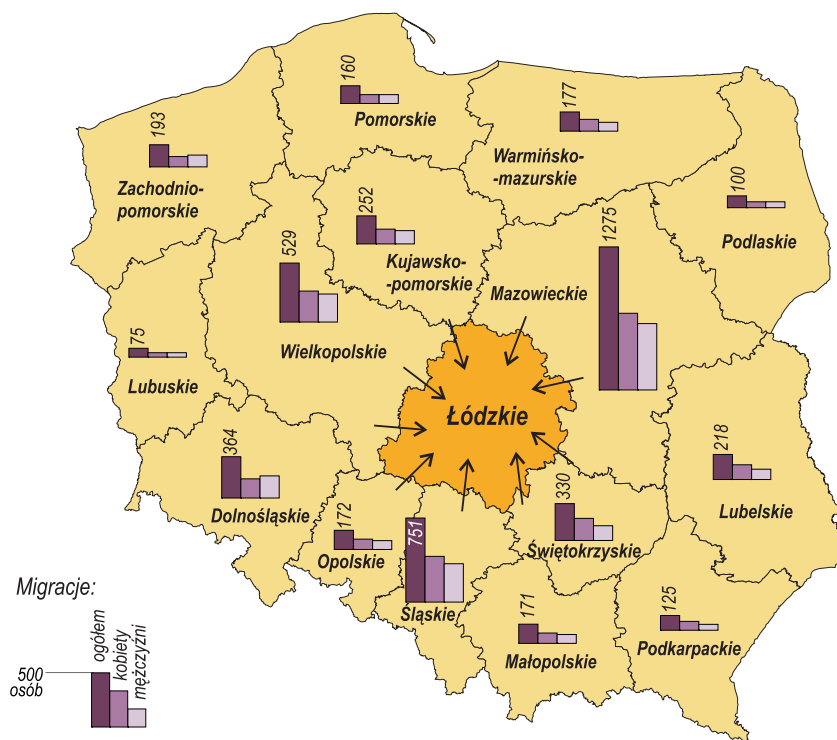 160
Pomorskie
177
Warmińsko-
-mazurskie
193
Zachodnio-
pomorskie
100
Podlaskie
252
Kujawsko-
-pomorskie
529
Wielkopolskie
1275
Mazowieckie
75
Lubuskie
Łódzkie
364
Dolnośląskie
218
Lubelskie
172
Opolskie
751
Śląskie
330
Świętokrzyskie
171
Małopolskie
125
Podkarpackie
Migracje:
ogółem
kobiety
mężczyźni
500
osób